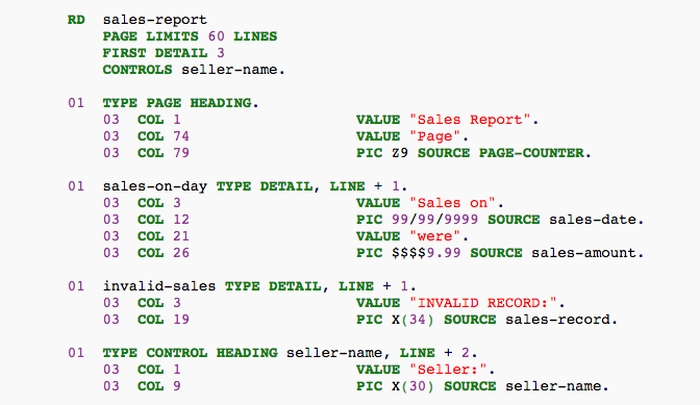 RD  sales-report
    PAGE LIMITS 60 LINES
    FIRST DETAIL 3
    CONTROLS seller-name.
01  TYPE PAGE HEADING.
    03  COL 1                    VALUE "Sales Report".
    03  COL 74                   VALUE "Page".
    03  COL 79                   PIC Z9 SOURCE PAGE-COUNTER.
01  sales-on-day TYPE DETAIL, LINE + 1.
    03  COL 3                    VALUE "Sales on".
    03  COL 12                   PIC 99/99/9999 SOURCE sales-date.
    03  COL 21                   VALUE "were".
    03  COL 26                   PIC $$$$9.99 SOURCE sales-amount.
01  invalid-sales TYPE DETAIL, LINE + 1.
    03  COL 3                    VALUE "INVALID RECORD:".
    03  COL 19                   PIC X(34) SOURCE sales-record.
01  TYPE CONTROL HEADING seller-name, LINE + 2.
    03  COL 1                    VALUE "Seller:".
    03  COL 9                    PIC X(30) SOURCE seller-name.